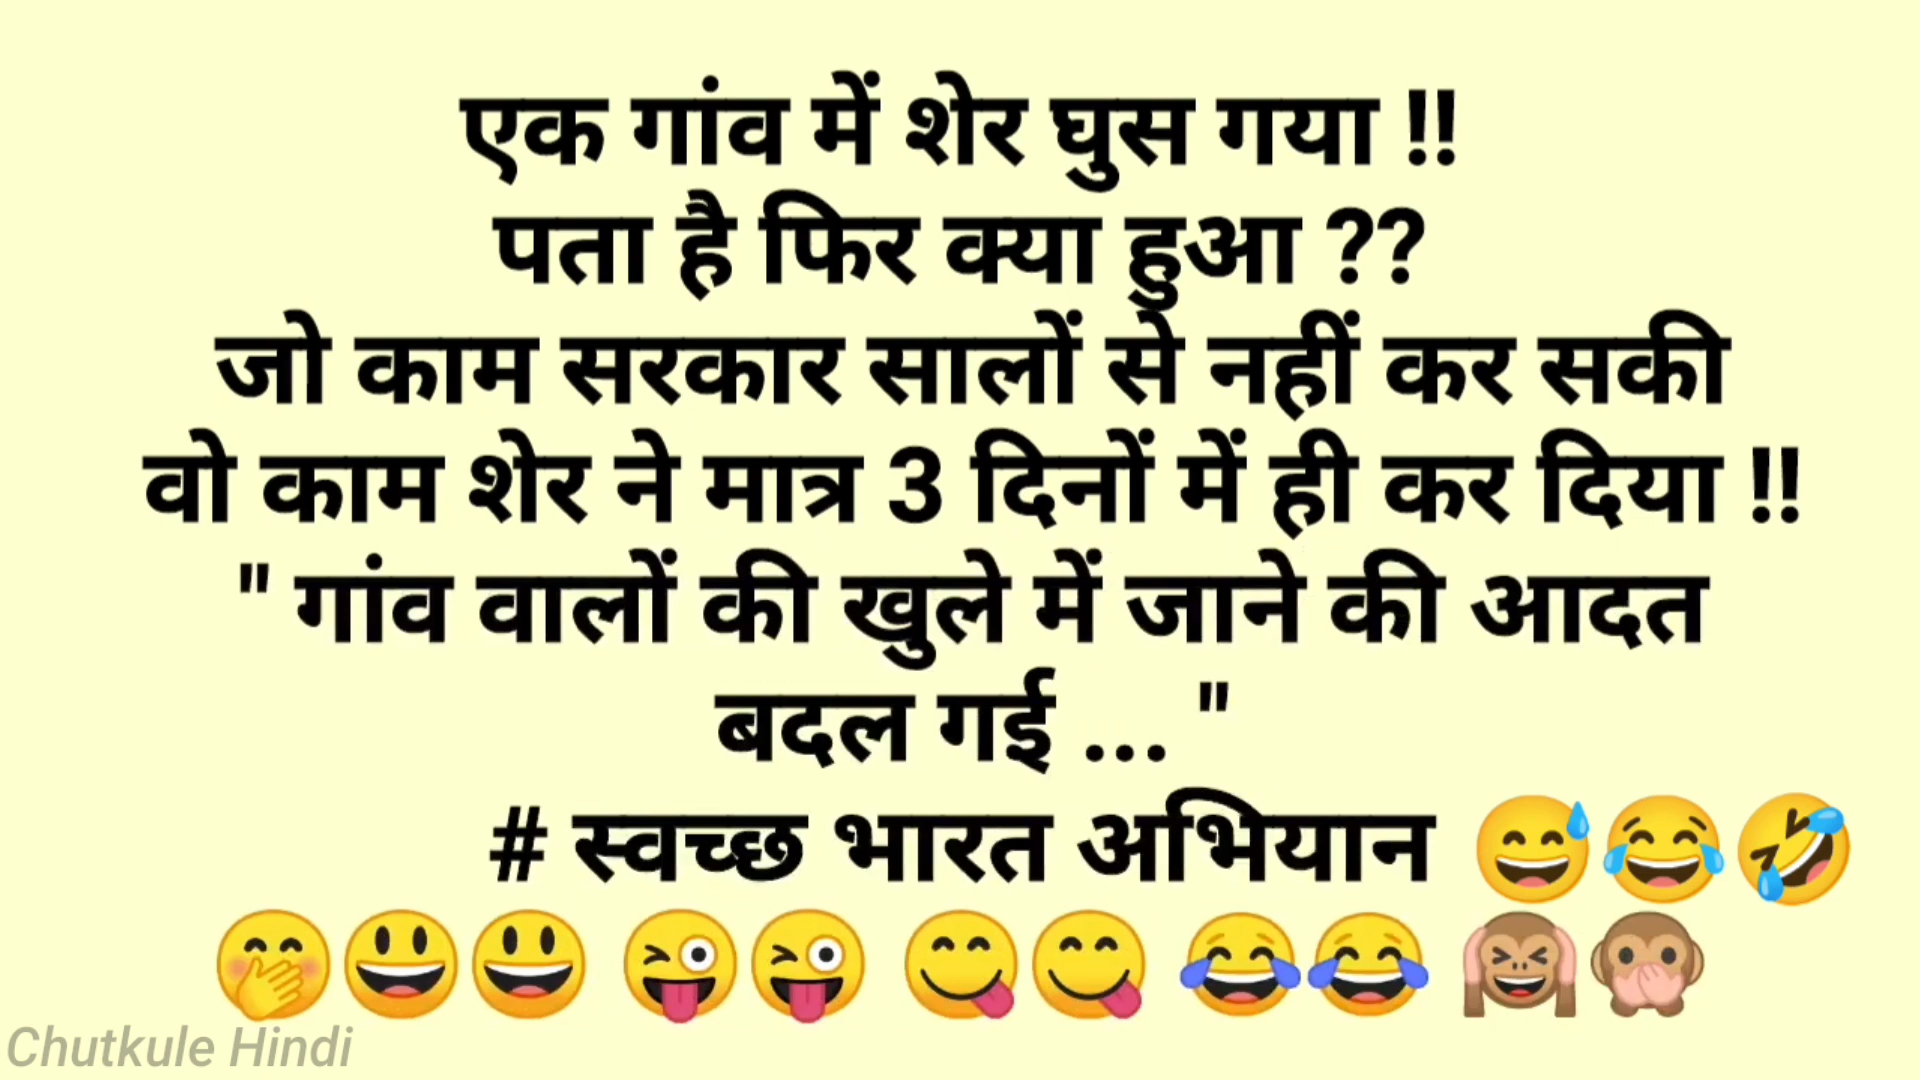 एक गांव में शेर घुस गया !!
पता है फिर क्या हुआ ??
जो काम सरकार सालों से नहीं कर सकी
वो काम शेर ने मात्र 3 दिनों में ही कर दिया !!
" गांव वालों की खुले में जाने की आदत
बदल गई ... "
# स्वच्छ भारत अभियान 😅😂🤣
🤭😃😃 😜😜 😋😋 😂😂 🙉🙊
Chutkule Hindi